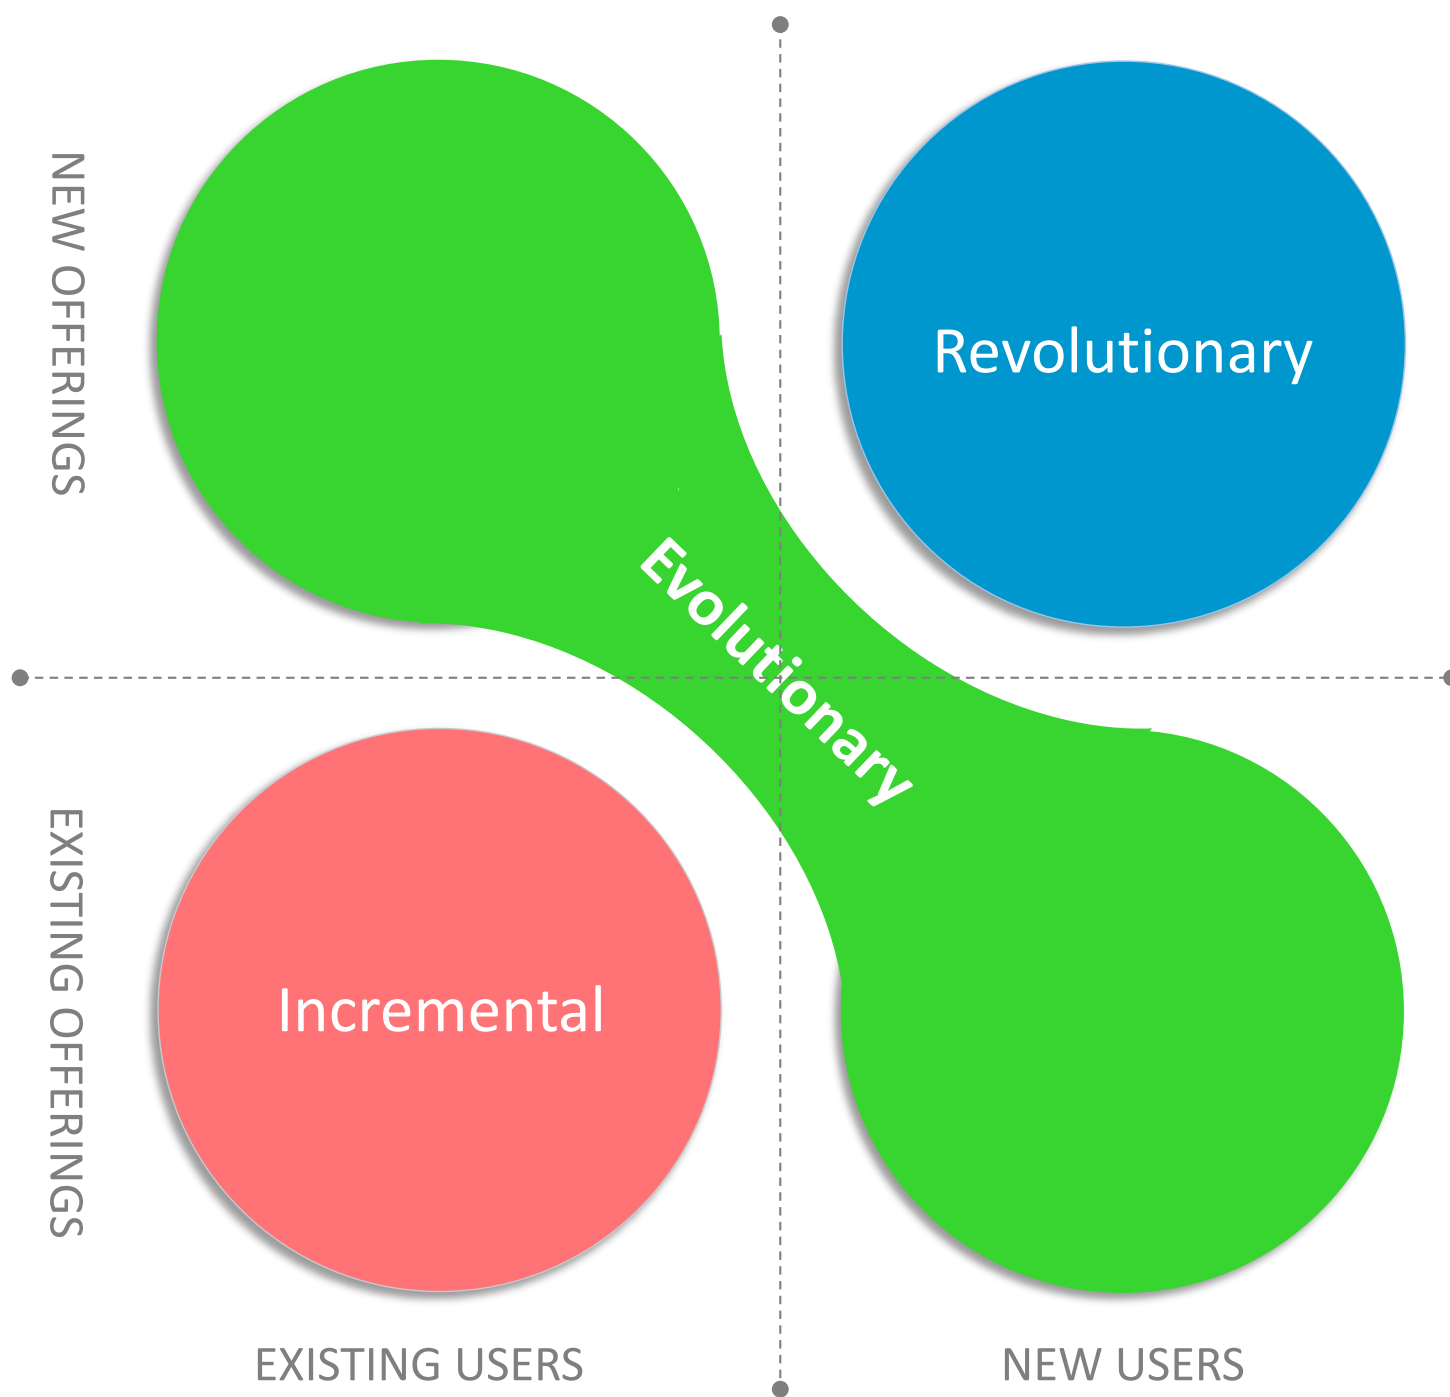 NEW OFFERINGS
Revolutionary
Evolutionary
EXISTING OFFERINGS
Incremental
EXISTING USERS
NEW USERS